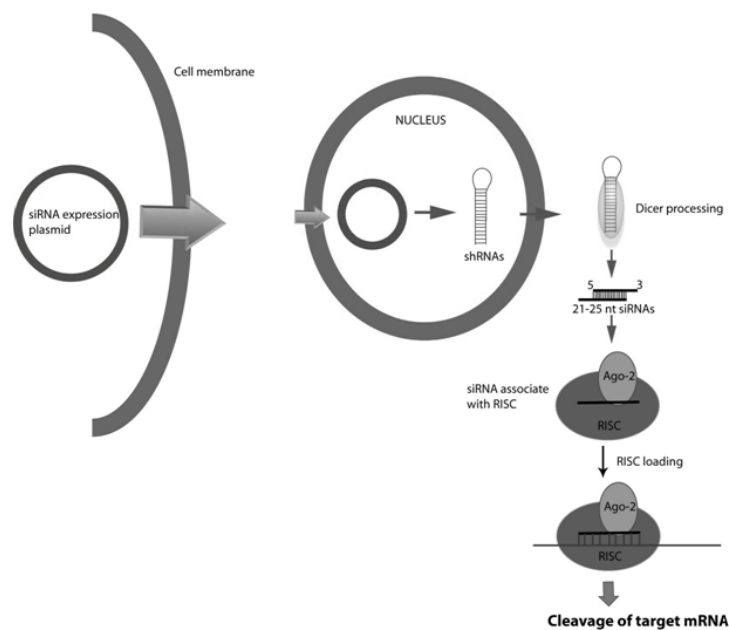 Cell membrane
siRNA expression
plasmid
NUCLEUS
shRNAs
Dicer processing
5 3
21-25 nt siRNAs
siRNA associate
with RISC
Ago-2
RISC
RISC loading
Ago-2
RISC
Cleavage of target mRNA